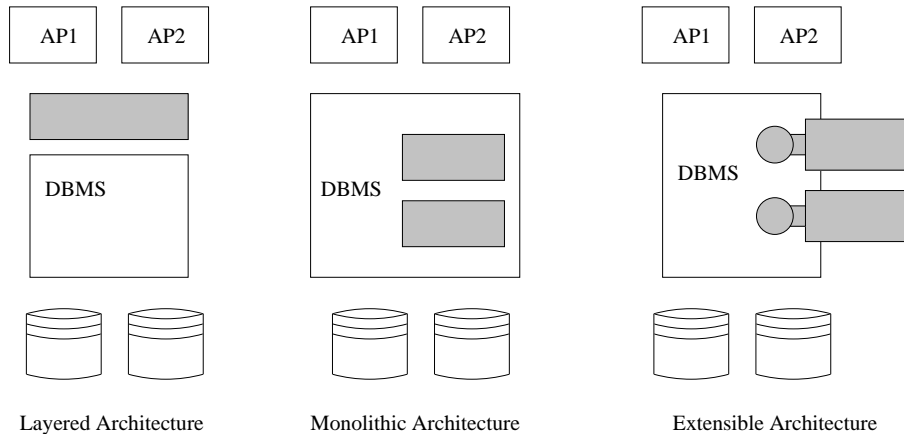 AP1 AP2 AP1 AP2 AP1 AP2
DBMS DBMS DBMS
Layered Architecture Monolithic Architecture Extensible Architecture